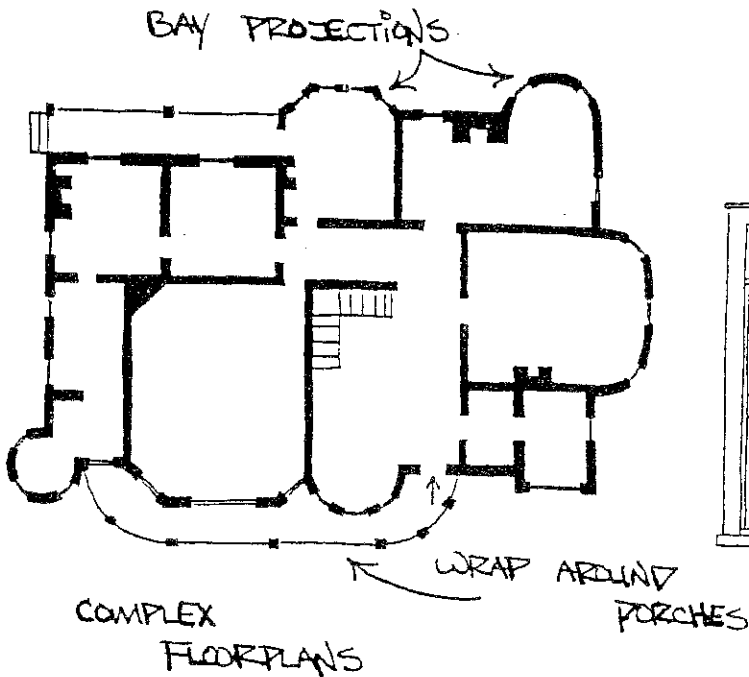 BAY PROJECTIONS
WRAP AROUND
PORCHES
COMPLEX
FLOORPLANS